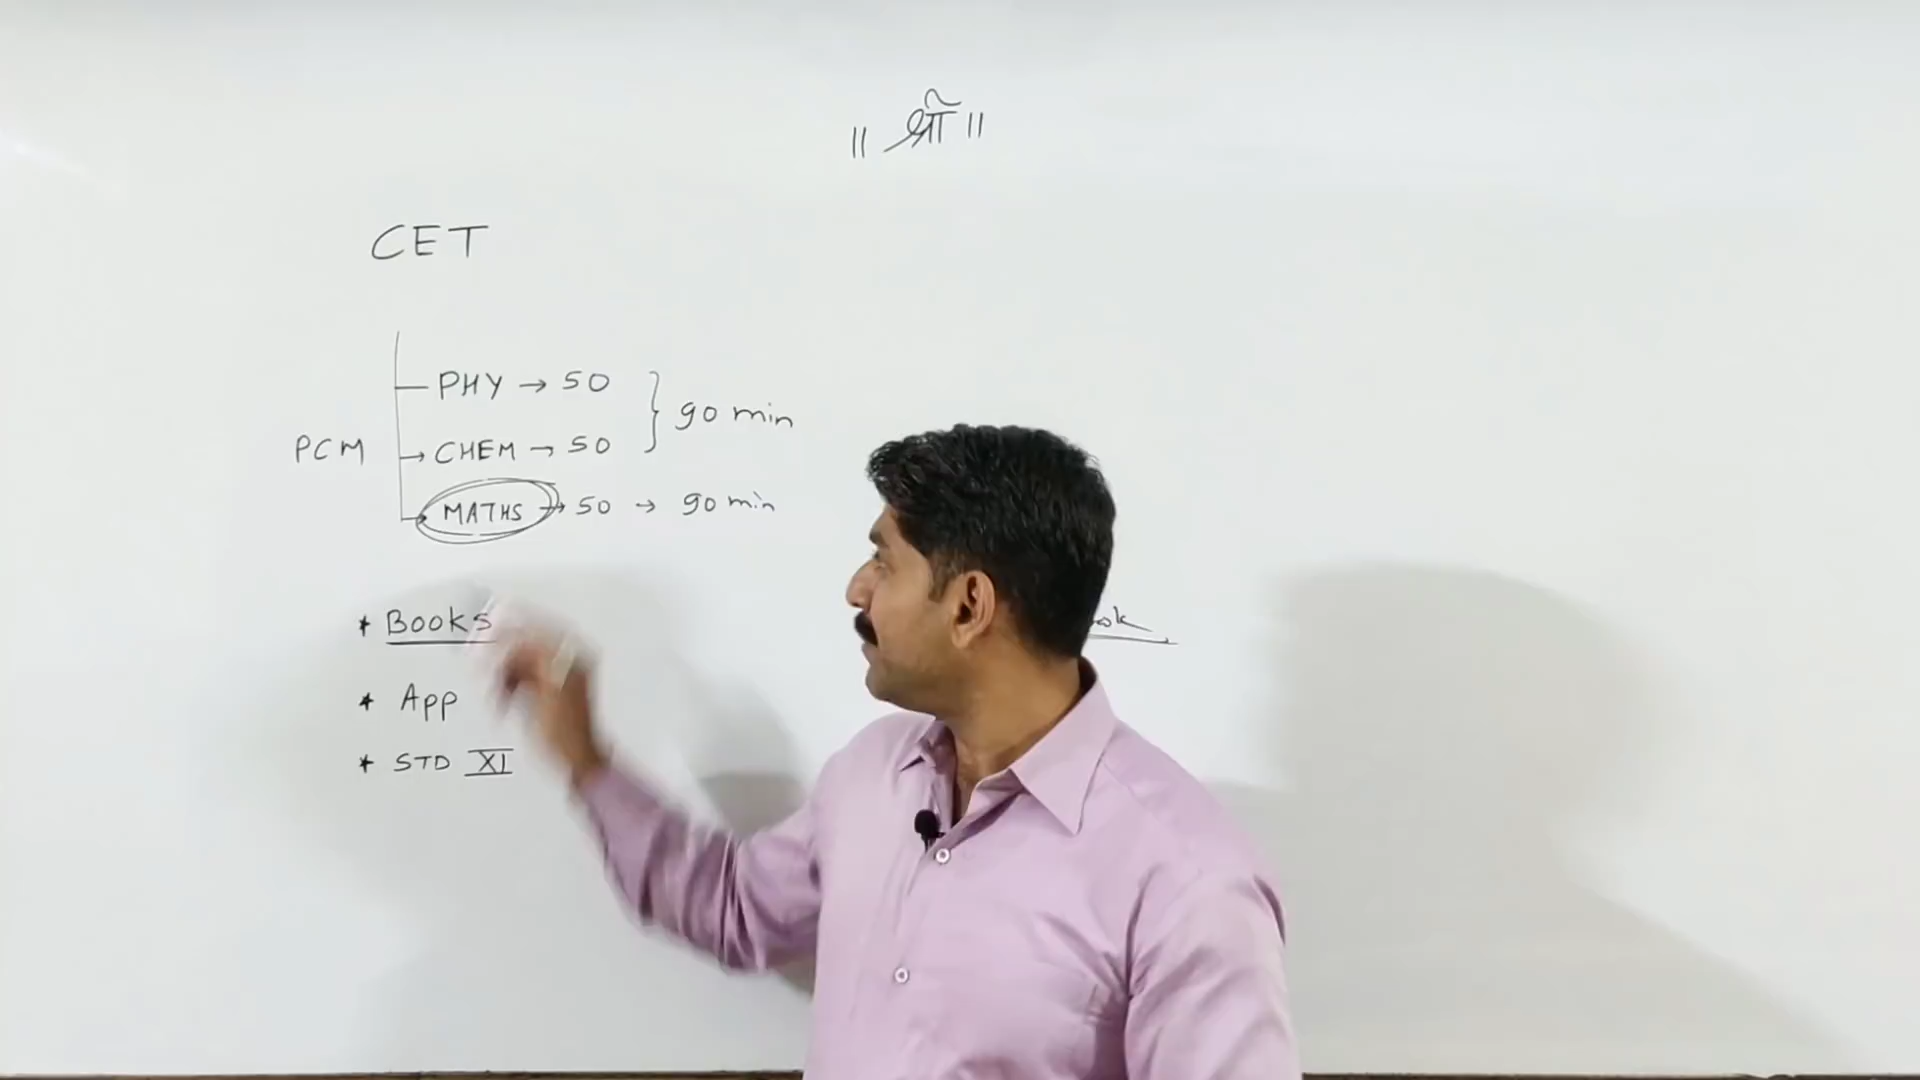 || श्री ||
CET
PCM
PHY → 50
CHEM → 50
} 90 min
MATHS → 50 → 90 min
* Books
* App
* STD XI